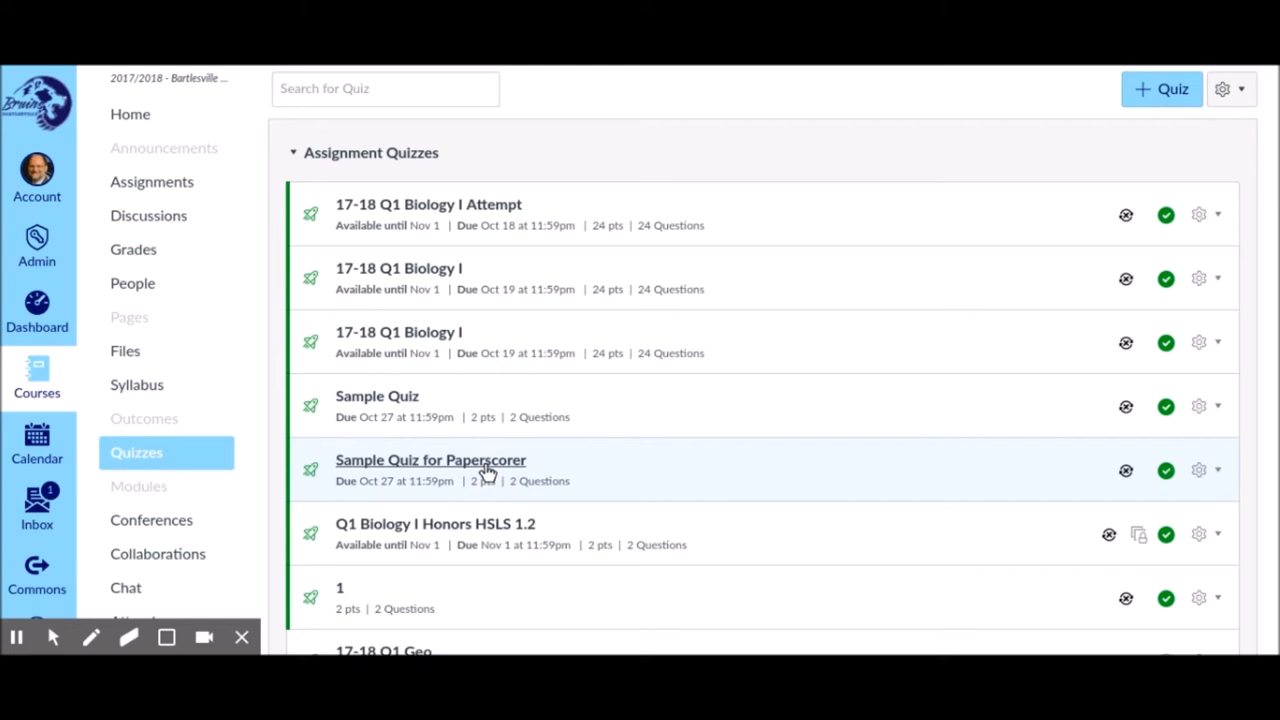 2017/2018 - Bartlesville ...
Bruins
BARTLESVILLE
Account
Admin
Dashboard
Courses
Calendar
1
Inbox
Commons
Home
Announcements
Assignments
Discussions
Grades
People
Pages
Files
Syllabus
Outcomes
Quizzes
Modules
Conferences
Collaborations
Chat
Search for Quiz
+ Quiz
Assignment Quizzes
17-18 Q1 Biology I Attempt
Available until Nov 1 | Due Oct 18 at 11:59pm | 24 pts | 24 Questions
17-18 Q1 Biology I
Available until Nov 1 | Due Oct 19 at 11:59pm | 24 pts | 24 Questions
17-18 Q1 Biology I
Available until Nov 1 | Due Oct 19 at 11:59pm | 24 pts | 24 Questions
Sample Quiz
Due Oct 27 at 11:59pm | 2 pts | 2 Questions
Sample Quiz for Paperscorer
Due Oct 27 at 11:59pm | 2 pts | 2 Questions
Q1 Biology I Honors HSLS 1.2
Available until Nov 1 | Due Nov 1 at 11:59pm | 2 pts | 2 Questions
1
2 pts | 2 Questions
17-18 Q1 Geo